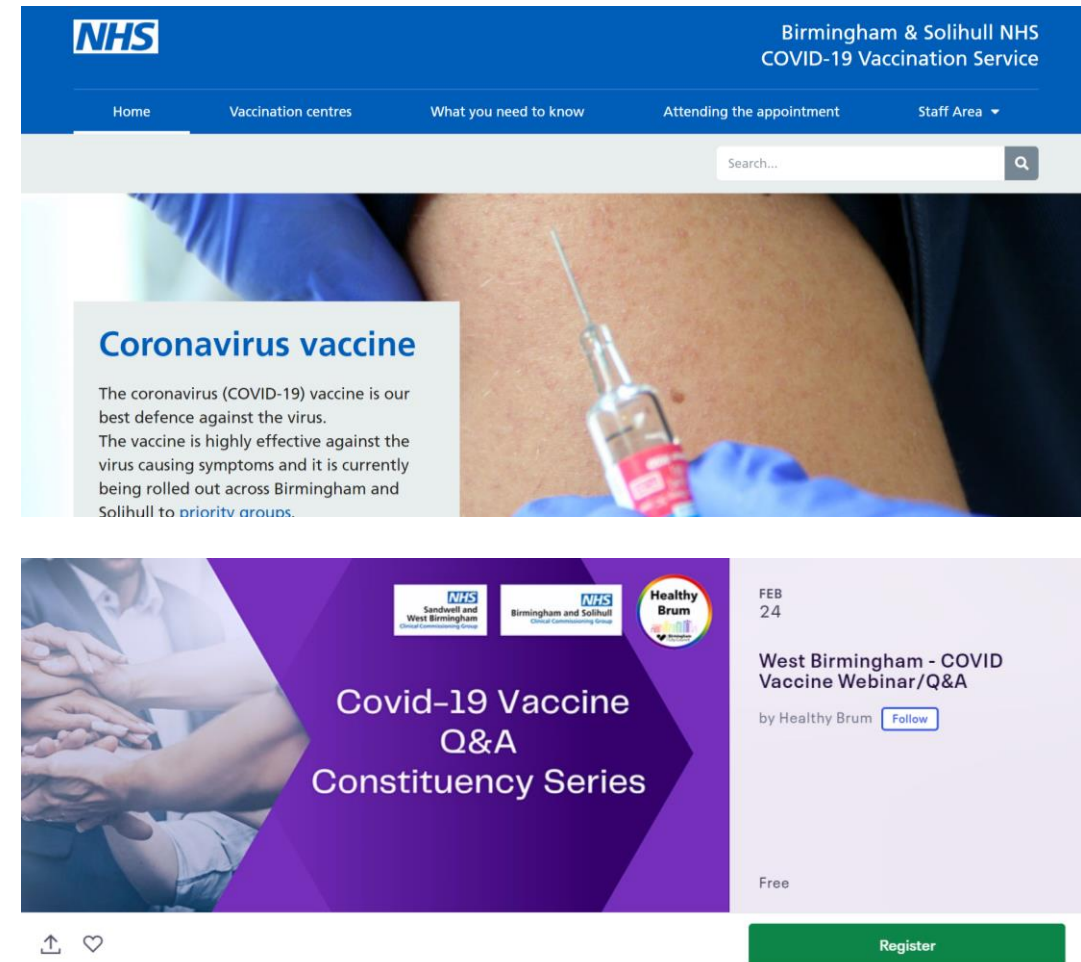 NHS
Birmingham & Solihull NHS
COVID-19 Vaccination Service
Home
Vaccination centres
What you need to know
Attending the appointment
Staff Area
Search...
Coronavirus vaccine
The coronavirus (COVID-19) vaccine is our
best defence against the virus.
The vaccine is highly effective against the
virus causing symptoms and it is currently
being rolled out across Birmingham and
Solihull to priority groups.
NHS
Sandwell and
West Birmingham
Clinical Commissioning Group
NHS
Birmingham and Solihull
Clinical Commissioning Group
Healthy
Brum
Covid-19 Vaccine
Q&A
Constituency Series
FEB
24
West Birmingham - COVID
Vaccine Webinar/Q&A
by Healthy Brum
Follow
Free
Register